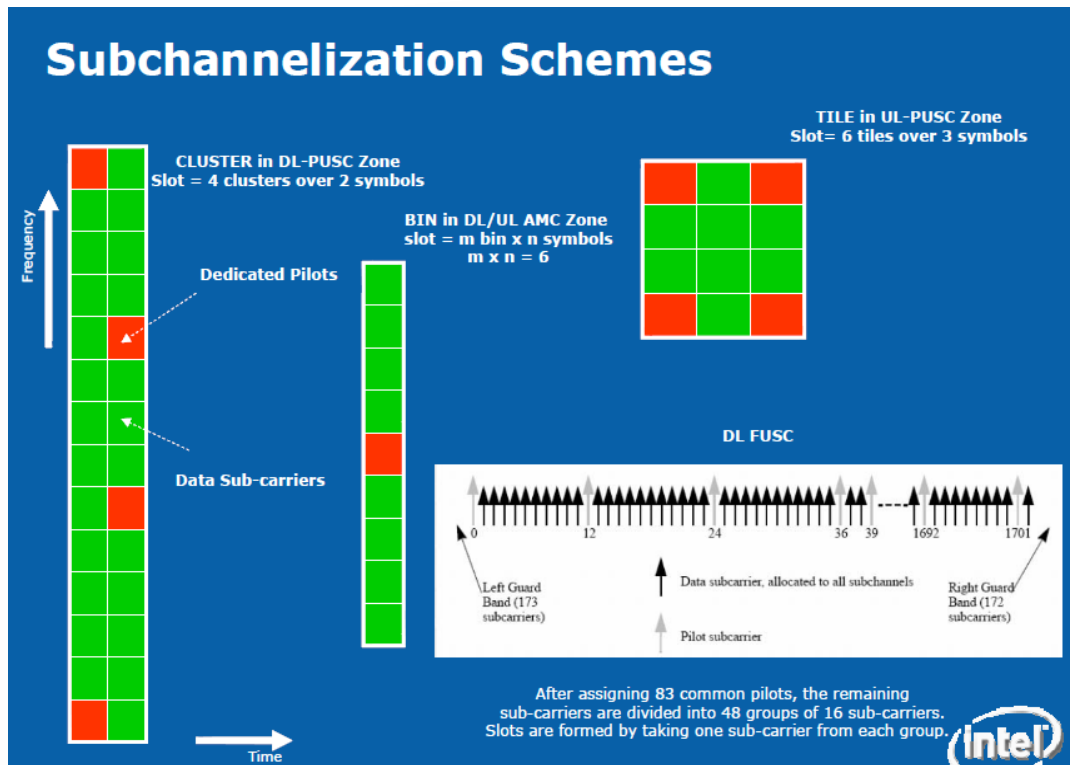 Subchannelization Schemes
TILE in UL-PUSC Zone
Slot= 6 tiles over 3 symbols
CLUSTER in DL-PUSC Zone
Slot = 4 clusters over 2 symbols
BIN in DL/UL AMC Zone
slot = m bin x n symbols
m x n = 6
Frequency
Dedicated Pilots
Data Sub-carriers
DL FUSC
0 12 24 36 39 1692 1701
Left Guard
Band (173
subcarriers)
Data subcarrier, allocated to all subchannels
Pilot subcarrier
Right Guard
Band (172
subcarriers)
After assigning 83 common pilots, the remaining
sub-carriers are divided into 48 groups of 16 sub-carriers.
Slots are formed by taking one sub-carrier from each group.
Time
intel